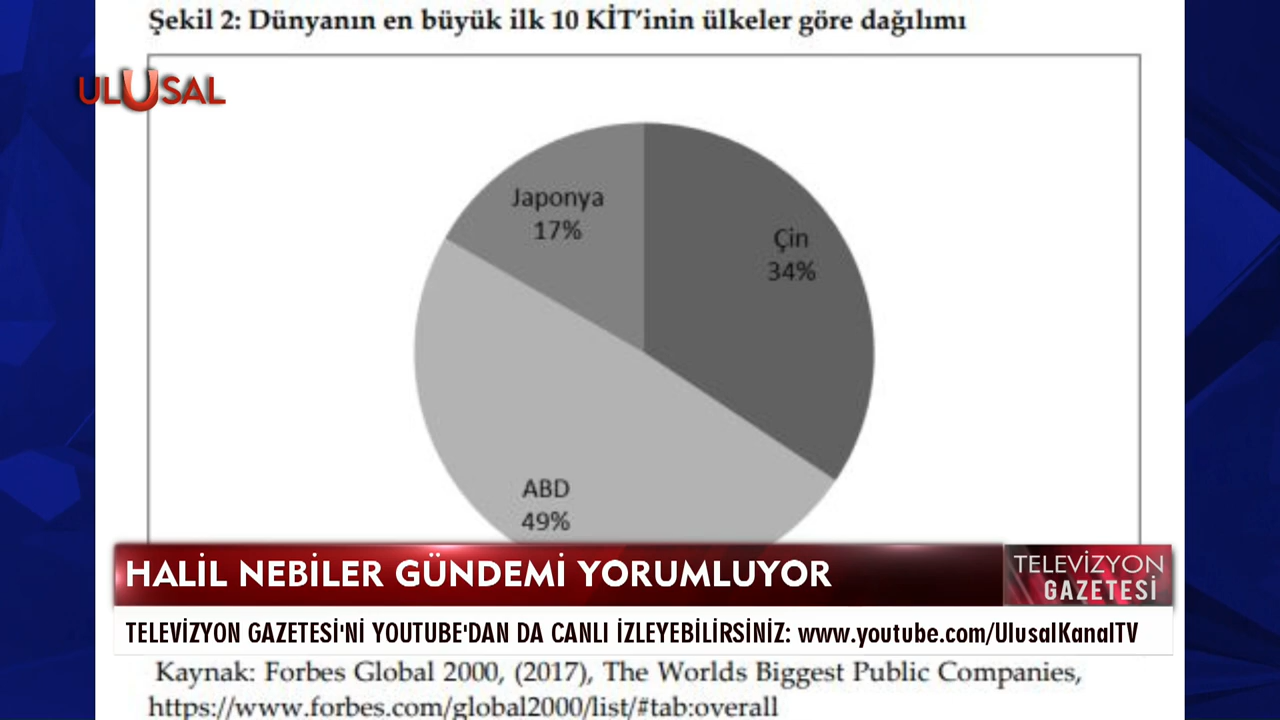 Şekil 2: Dünyanın en büyük ilk 10 KİT'inin ülkeler göre dağılımı
ULUSAL
Japonya
17%
Çin
34%
ABD
49%
HALİL NEBİLER GÜNDEMİ YORUMLUYOR
TELEVİZYON
GAZETESİ
TELEVİZYON GAZETESİ'Nİ YOUTUBE'DAN DA CANLI İZLEYEBİLİRSİNİZ: www.youtube.com/UlusalKanalTV
Kaynak: Forbes Global 2000, (2017), The Worlds Biggest Public Companies,
https://www.forbes.com/global2000/list/#tab:overall